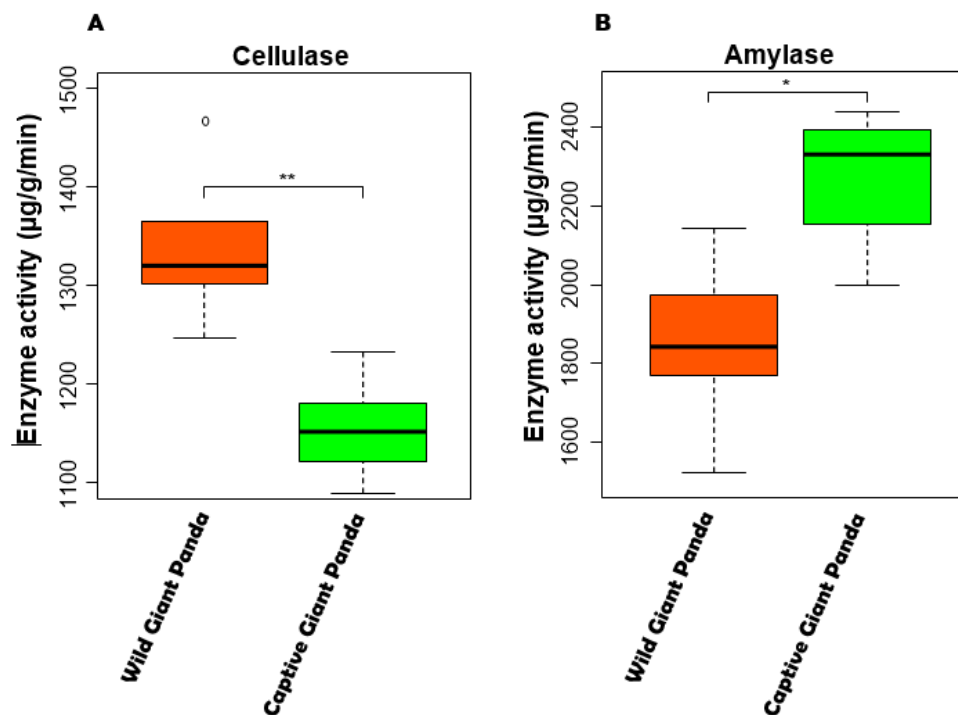 A
Cellulase
Enzyme activity (µg/g/min)
1500
1400
1300
1200
1100
o
**
Wild Giant Panda
Captive Giant Panda
B
Amylase
Enzyme activity (µg/g/min)
2400
2200
2000
1800
1600
*
Wild Giant Panda
Captive Giant Panda